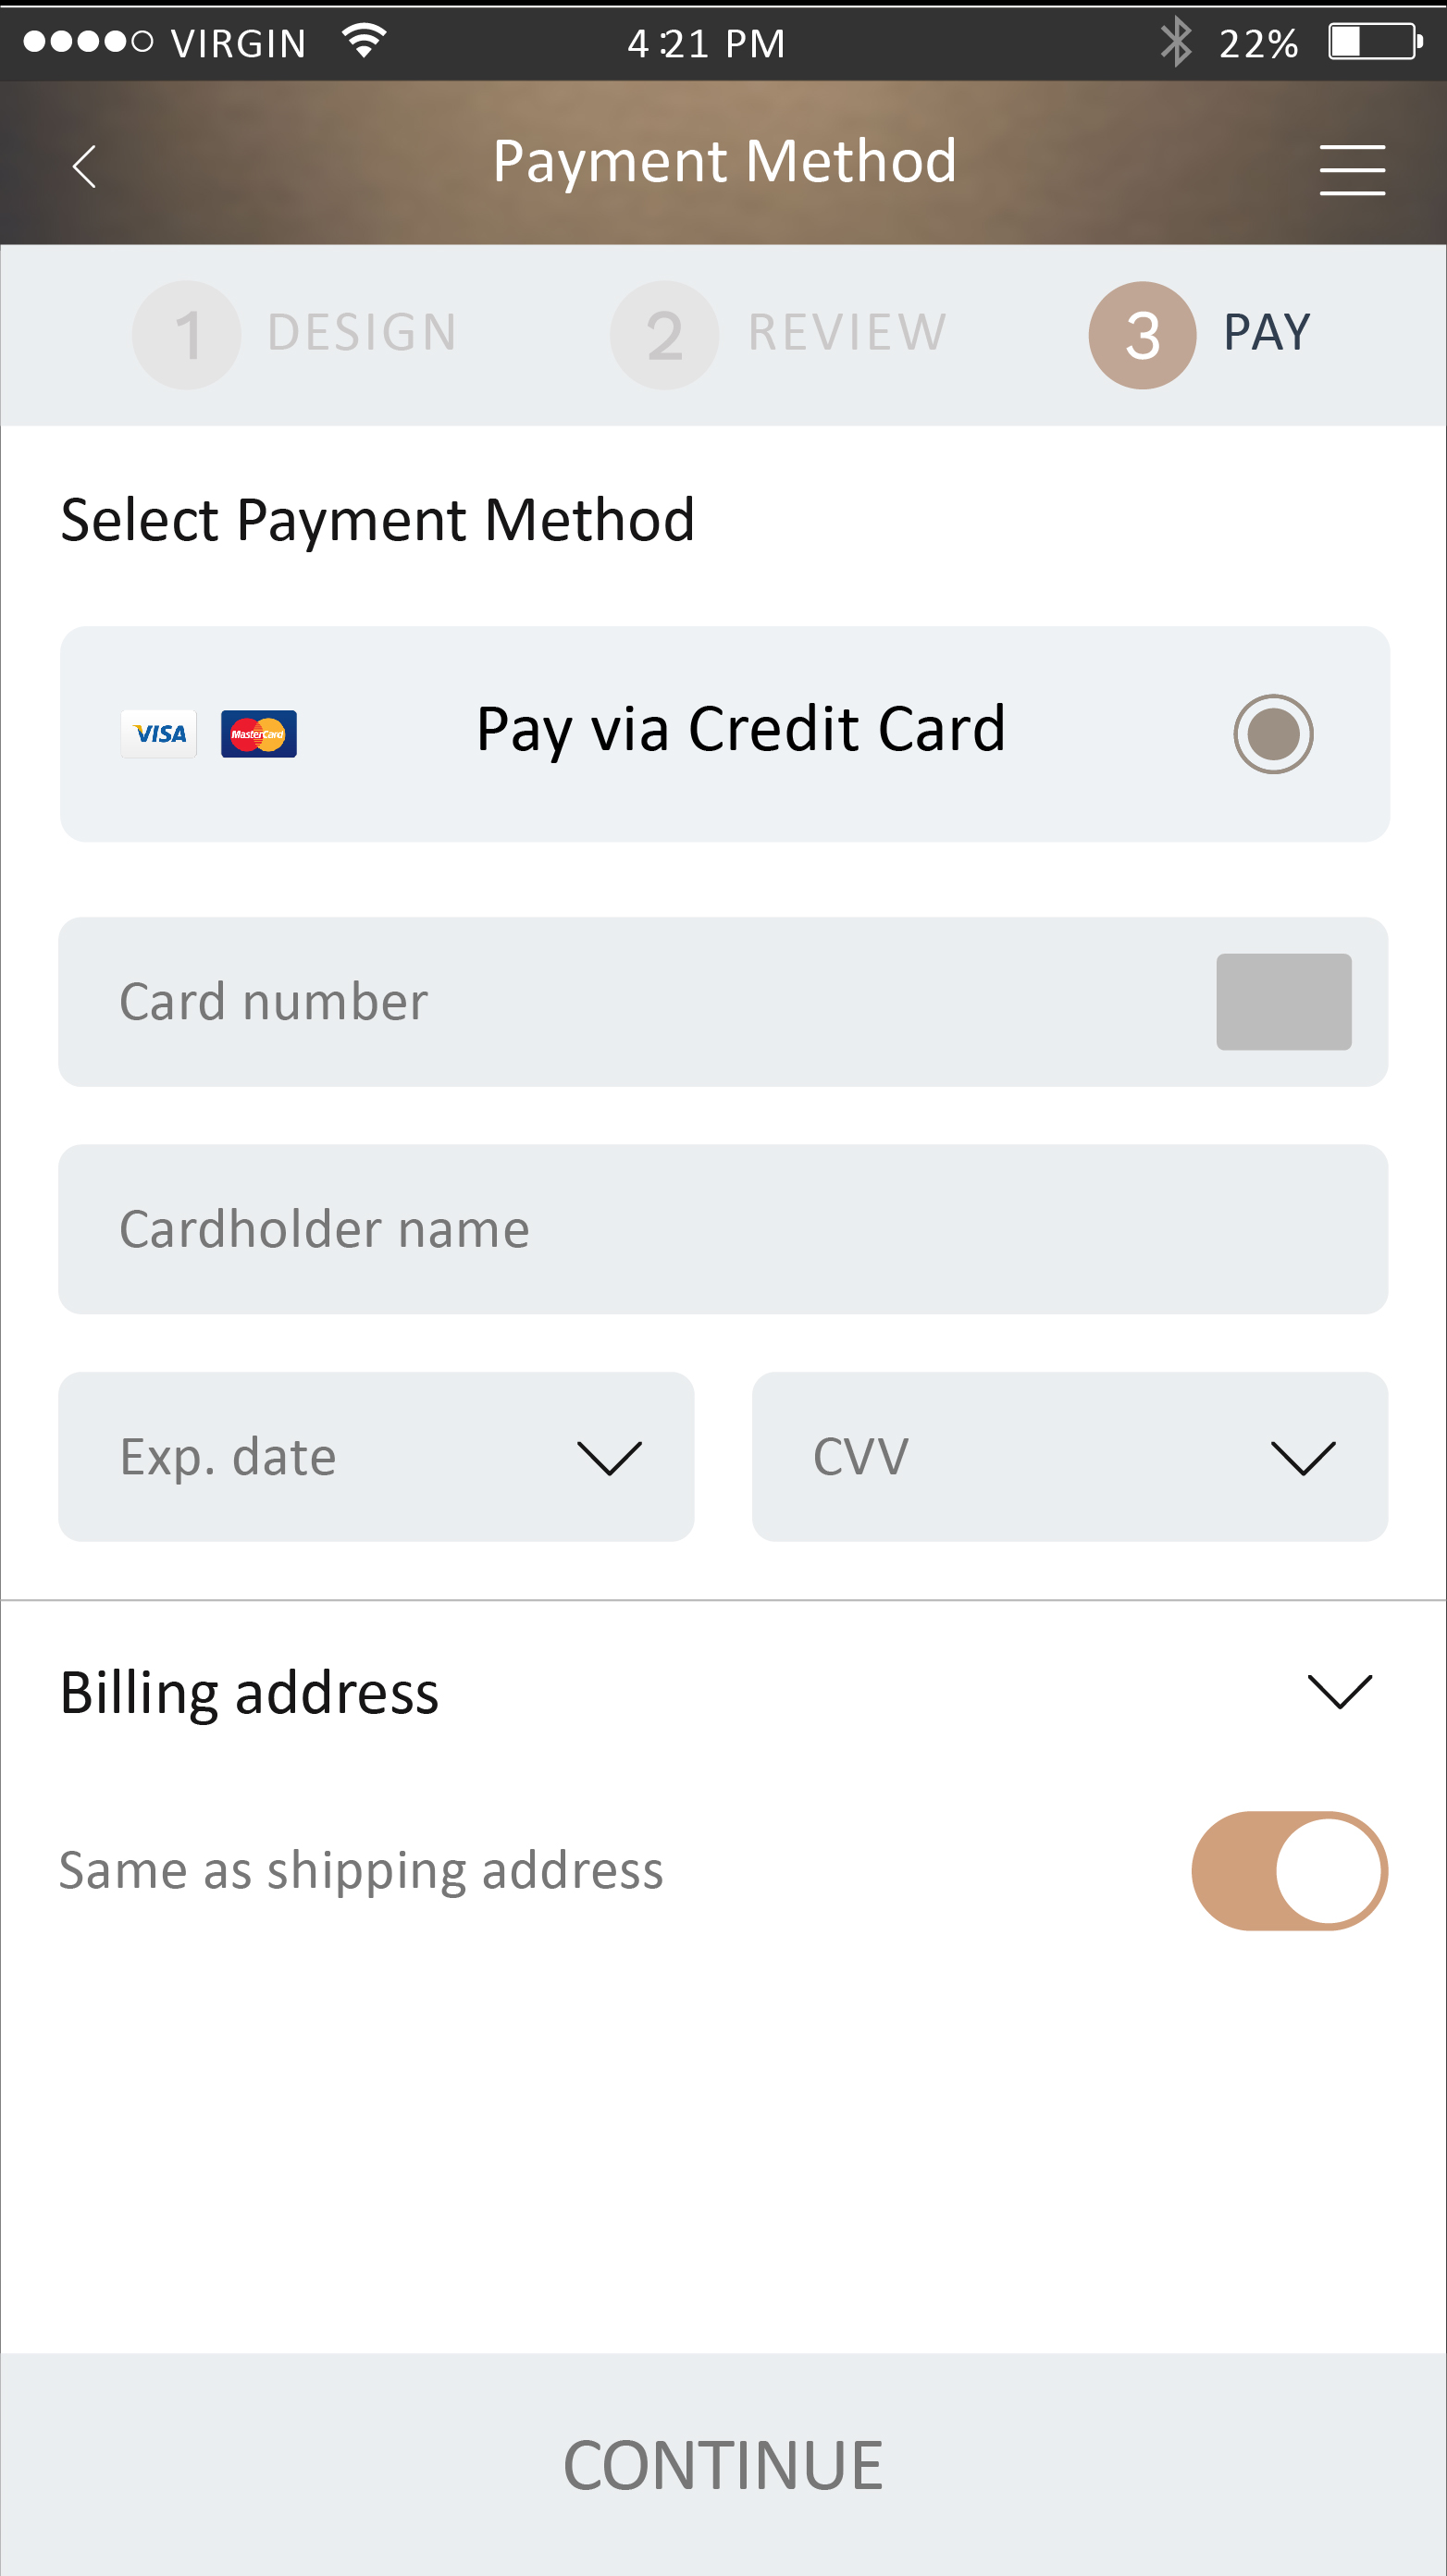 VIRGIN 4:21 PM 22%
Payment Method
1 DESIGN 2 REVIEW 3 PAY
Select Payment Method
VISA MasterCard Pay via Credit Card
Card number
Cardholder name
Exp. date CVV
Billing address
Same as shipping address
CONTINUE